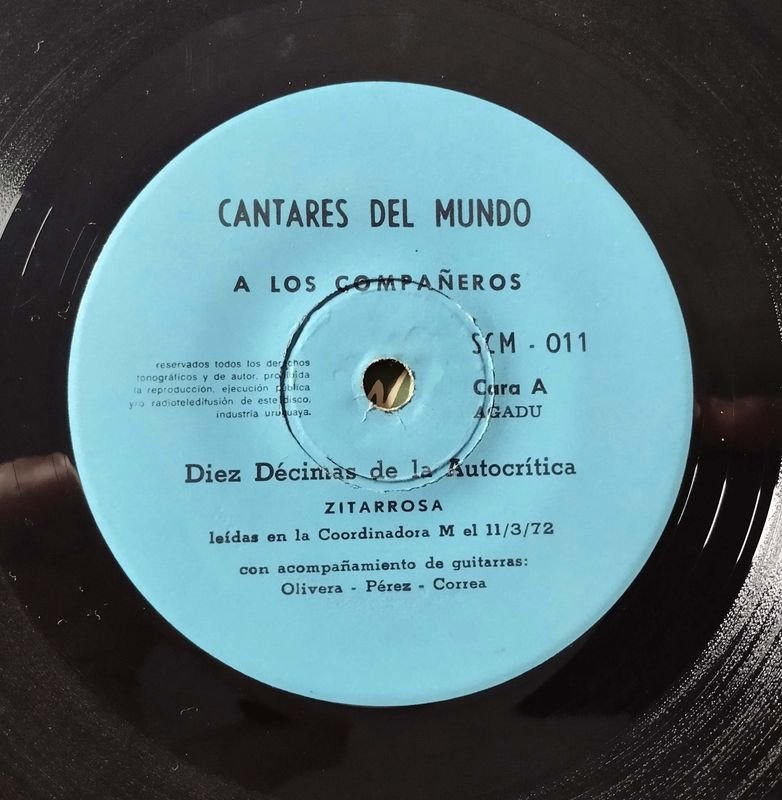 CANTARES DEL MUNDO
A LOS COMPAÑEROS
SCM - 011
reservados todos los derechos
fonográficos y de autor, prohibida
la reproducción, ejecución pública
y/o radioteledifusión de este disco.
industria uruguaya.
Cara A
AGADU
Diez Décimas de la Autocrítica
ZITARROSA
leídas en la Coordinadora M el 11/3/72
con acompañamiento de guitarras:
Olivera - Pérez - Correa